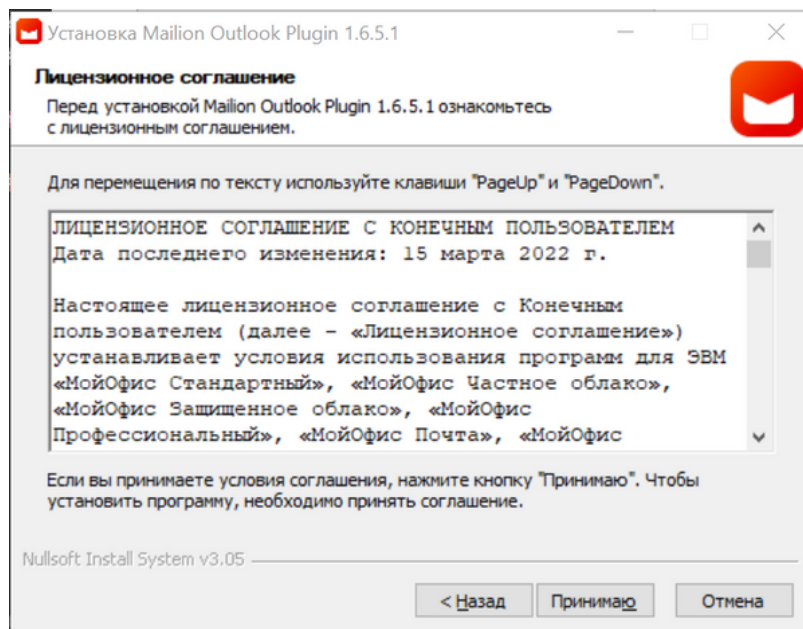 Установка Mailion Outlook Plugin 1.6.5.1
Лицензионное соглашение
Перед установкой Mailion Outlook Plugin 1.6.5.1 ознакомьтесь
с лицензионным соглашением.
Для перемещения по тексту используйте клавиши "PageUp" и "PageDown".
ЛИЦЕНЗИОННОЕ СОГЛАШЕНИЕ С КОНЕЧНЫМ ПОЛЬЗОВАТЕЛЕМ
Дата последнего изменения: 15 марта 2022 г.
Настоящее лицензионное соглашение с Конечным
пользователем (далее – «Лицензионное соглашение»)
устанавливает условия использования программ для ЭВМ
«МойОфис Стандартный», «МойОфис Частное облако»,
«МойОфис Защищенное облако», «МойОфис
Профессиональный», «МойОфис Почта», «МойОфис
Если вы принимаете условия соглашения, нажмите кнопку "Принимаю". Чтобы
установить программу, необходимо принять соглашение.
Nullsoft Install System v3.05
< Назад Принимаю Отмена